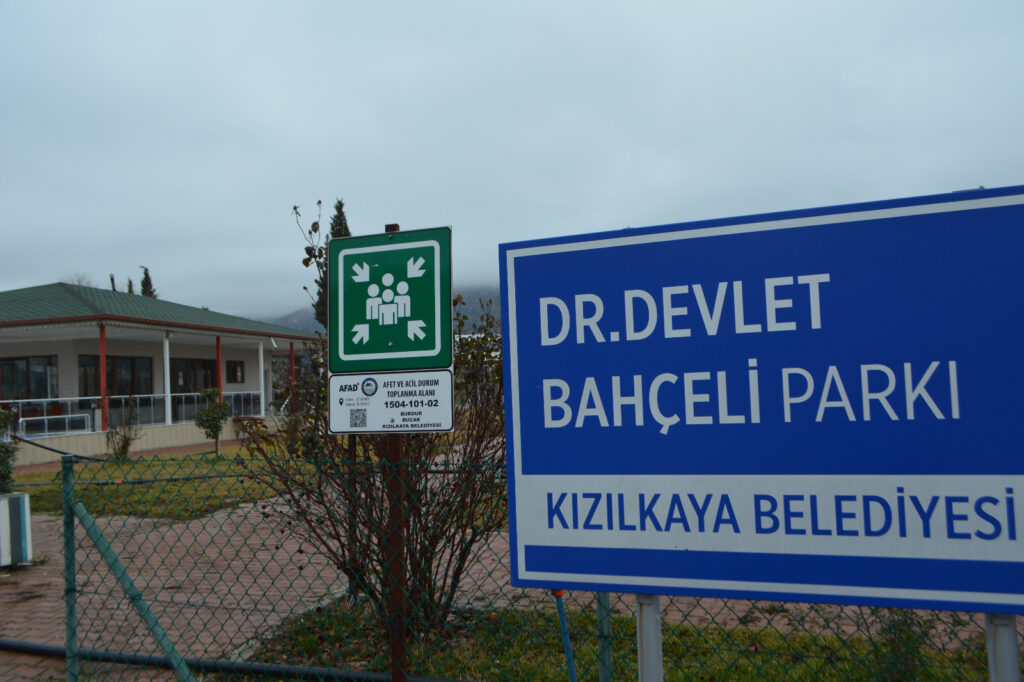 AFAD
AFET VE ACİL DURUM
TOPLANMA ALANI
1504-101-02
BURDUR
BUCAK
KIZILKAYA BELEDİYESİ
DR.DEVLET
BAHÇELİ PARKI
KIZILKAYA BELEDİYESİ